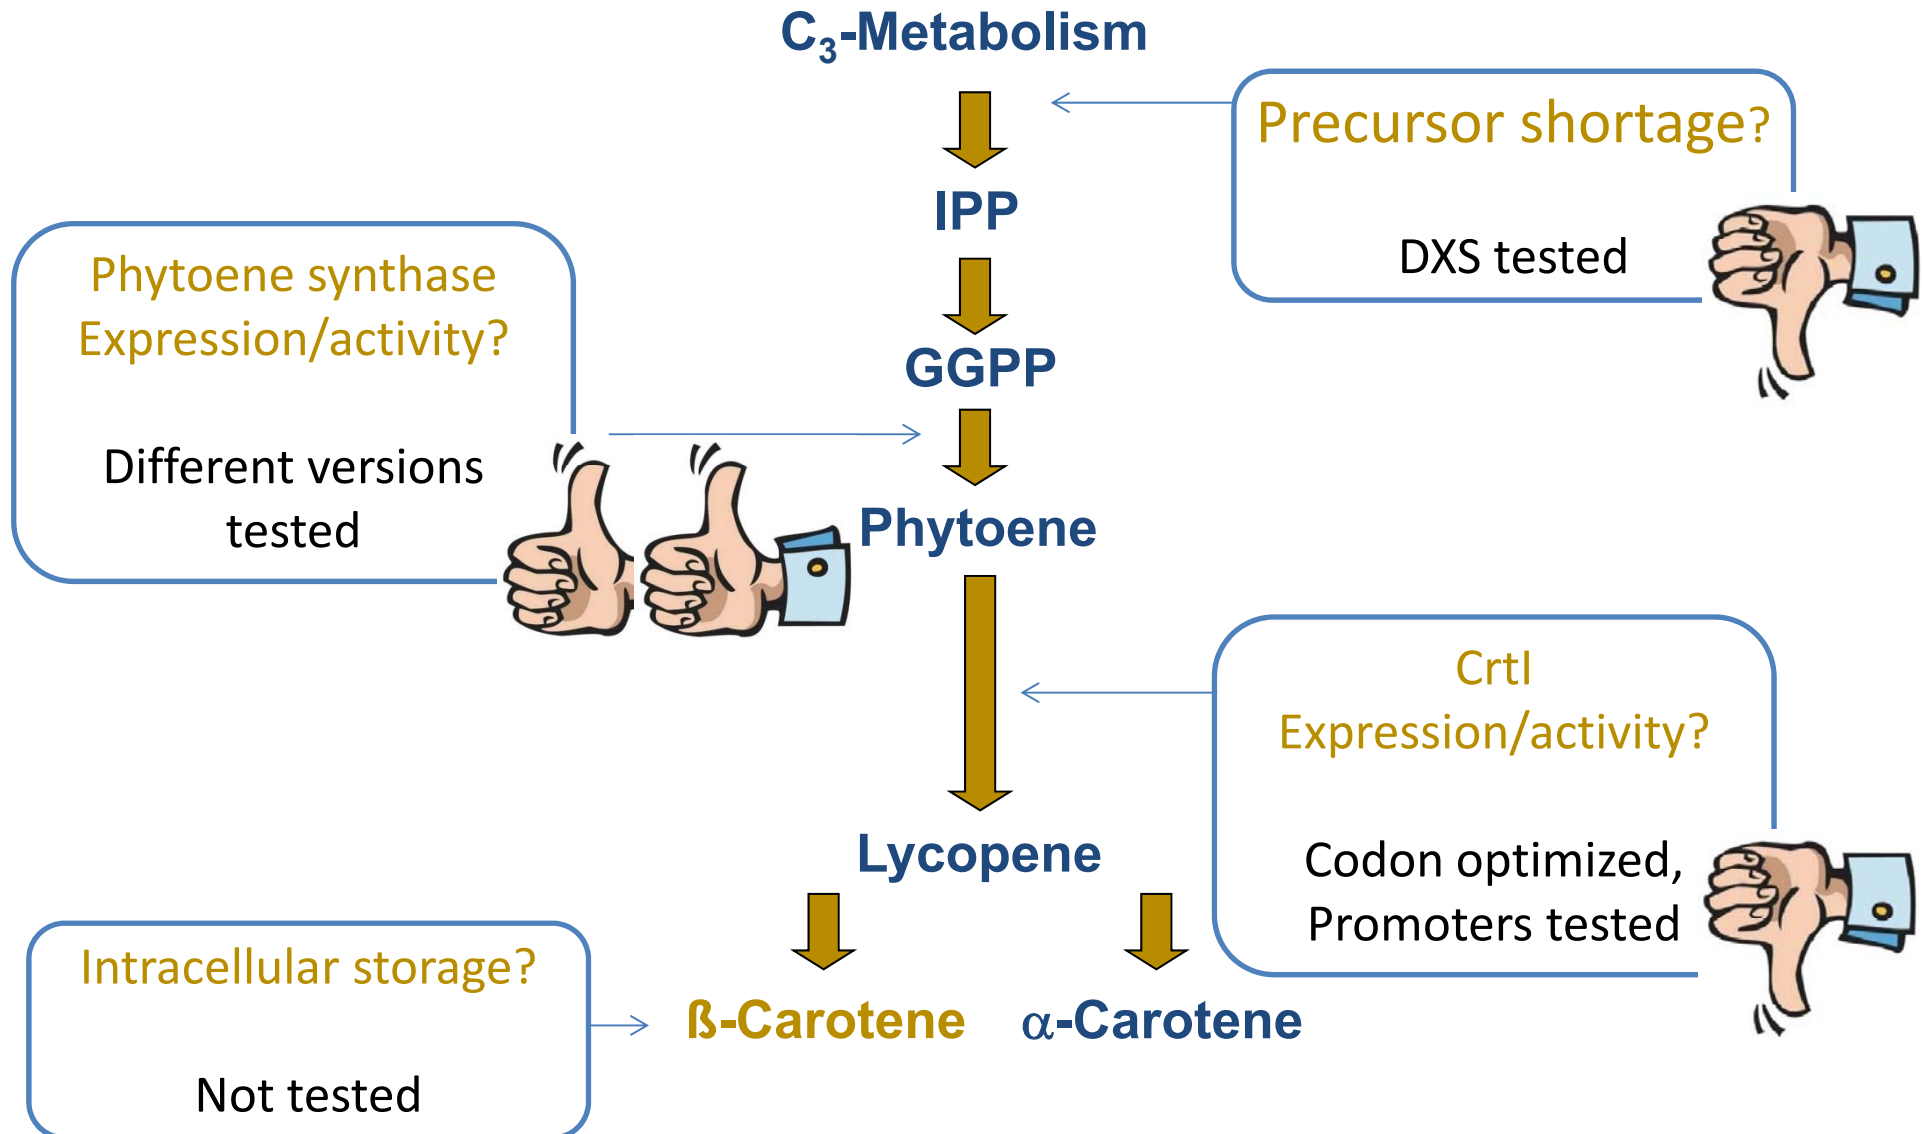 C₃-Metabolism
Precursor shortage?
DXS tested
IPP
Phytoene synthase
Expression/activity?
Different versions
tested
GGPP
Phytoene
CrtI
Expression/activity?
Codon optimized,
Promoters tested
Lycopene
Intracellular storage?
Not tested
ß-Carotene
α-Carotene